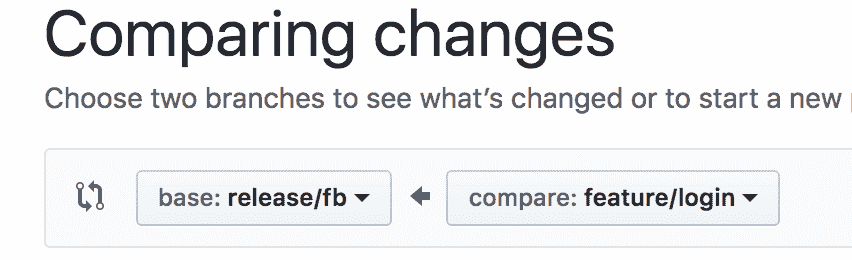 Comparing changes
Choose two branches to see what's changed or to start a new
base: release/fb compare: feature/login